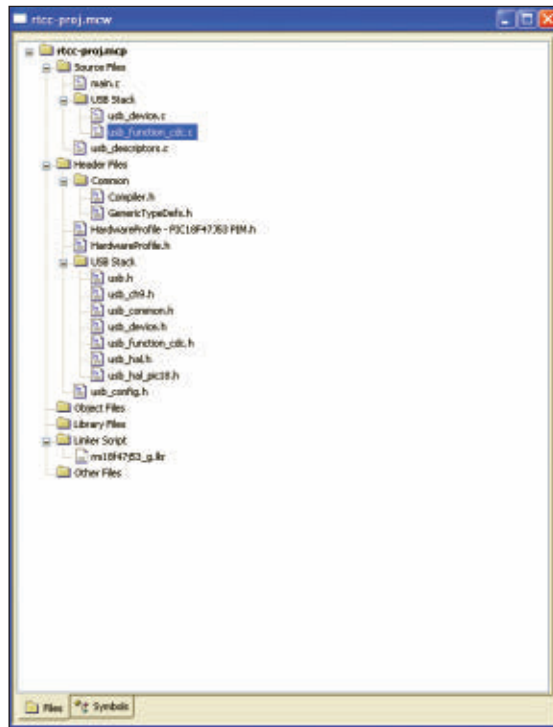 rtcc-proj.mcw
rtcc-proj.mcp
Source Files
main.c
USB Stack
usb_device.c
usb_function_cdc.c
usb_descriptors.c
Header Files
Common
Compiler.h
GenericTypeDefs.h
HardwareProfile - PIC18F47J53 PIM.h
HardwareProfile.h
USB Stack
usb.h
usb_ch9.h
usb_common.h
usb_device.h
usb_function_cdc.h
usb_hal.h
usb_hal_pic18.h
usb_config.h
Object Files
Library Files
Linker Script
rm18f47j53_g.lkr
Other Files
Files Symbols